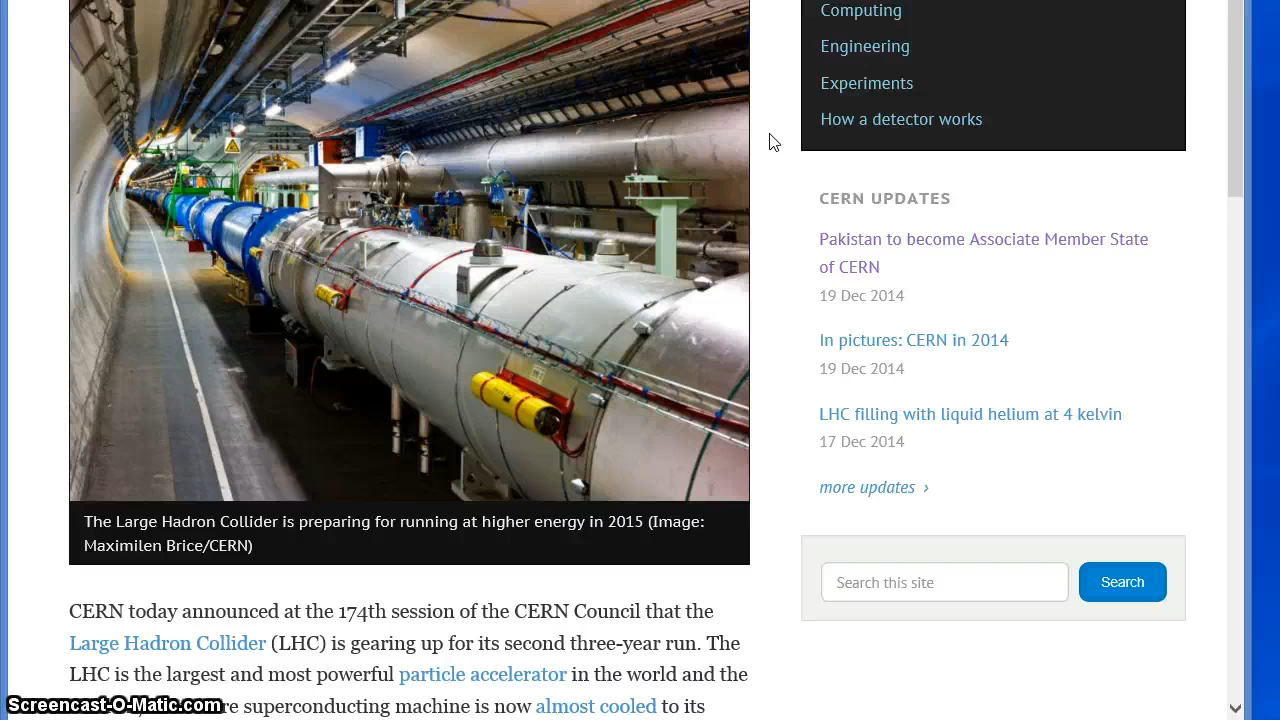 Computing
Engineering
Experiments
How a detector works
CERN UPDATES
Pakistan to become Associate Member State
of CERN
19 Dec 2014
In pictures: CERN in 2014
19 Dec 2014
LHC filling with liquid helium at 4 kelvin
17 Dec 2014
more updates ›
Search this site
Search
The Large Hadron Collider is preparing for running at higher energy in 2015 (Image:
Maximilen Brice/CERN)
CERN today announced at the 174th session of the CERN Council that the
Large Hadron Collider (LHC) is gearing up for its second three-year run. The
LHC is the largest and most powerful particle accelerator in the world and the
superconducting machine is now almost cooled to its
Screencast-O-Matic.com